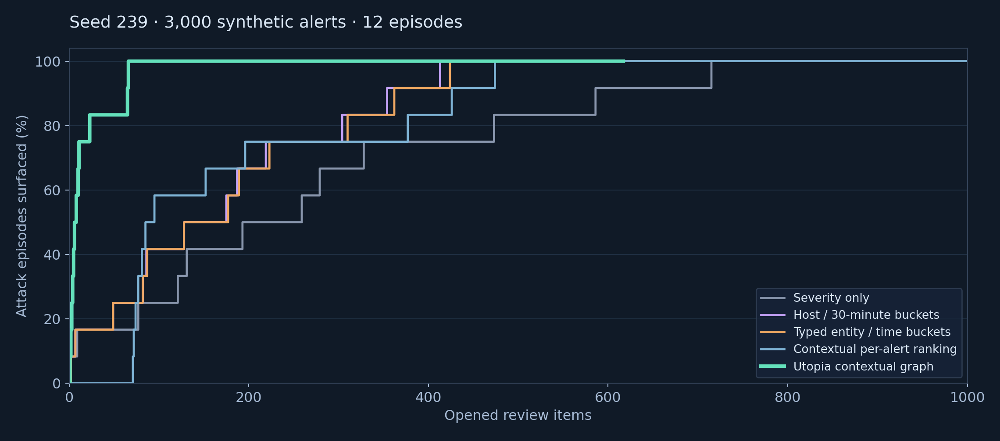 Seed 239 · 3,000 synthetic alerts · 12 episodes
Attack episodes surfaced (%)
100
80
60
40
20
0
0 200 400 600 800 1000
Opened review items
Severity only
Host / 30-minute buckets
Typed entity / time buckets
Contextual per-alert ranking
Utopia contextual graph